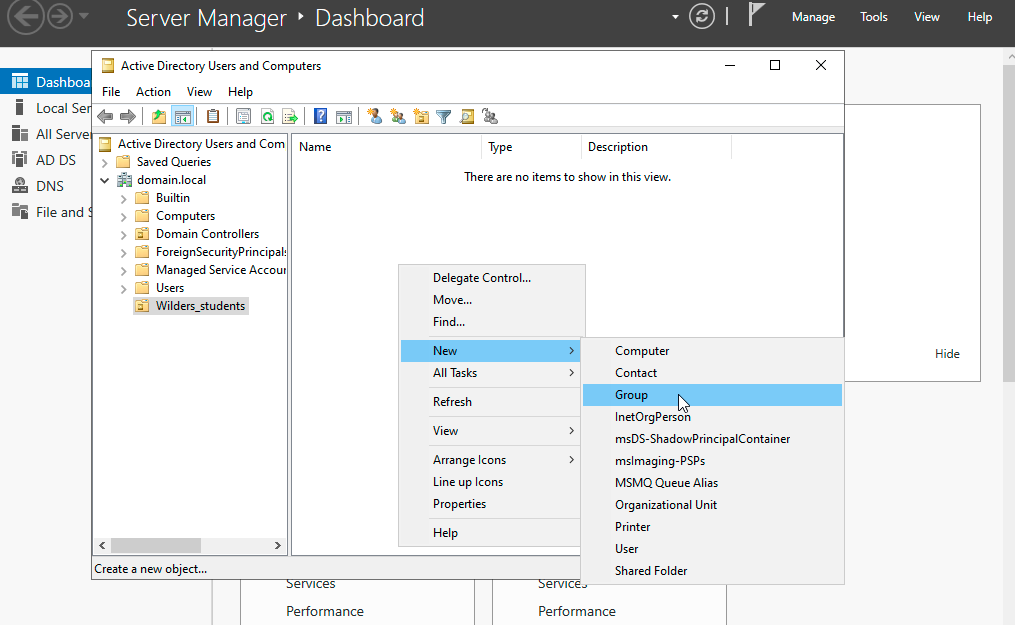 Server Manager ‣ Dashboard
Manage Tools View Help
Active Directory Users and Computers
File Action View Help
Dashboa
Local Ser
All Server
AD DS
DNS
File and S
Active Directory Users and Com
Saved Queries
domain.local
Builtin
Computers
Domain Controllers
ForeignSecurityPrincipals
Managed Service Accour
Users
Wilders_students
Name Type Description
There are no items to show in this view.
Delegate Control...
Move...
Find...
New
All Tasks
Refresh
View
Arrange Icons
Line up Icons
Properties
Help
Computer
Contact
Group
InetOrgPerson
msDS-ShadowPrincipalContainer
msImaging-PSPs
MSMQ Queue Alias
Organizational Unit
Printer
User
Shared Folder
Hide
Create a new object...
Services
Performance
Services
Performance